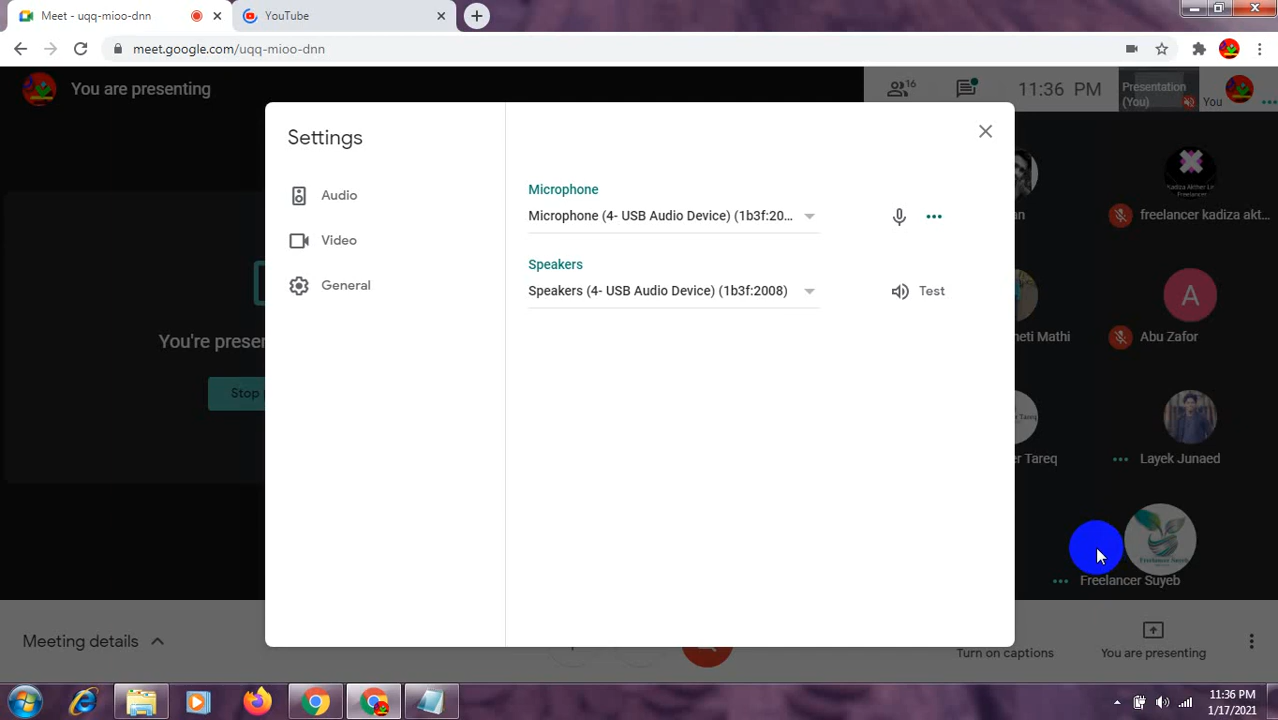 Meet - uqq-mioo-dnn
YouTube
meet.google.com/uqq-mioo-dnn
You are presenting
16
11:36 PM
Presentation
(You)
You
Settings
Audio
Video
General
Microphone
Microphone (4- USB Audio Device) (1b3f:20...
Speakers
Speakers (4- USB Audio Device) (1b3f:2008)
Test
You're
Stop
freelancer kadiza akt...
A
Abu Zafor
Mathi
Tareq
Layek Junaed
Freelancer Suyeb
Meeting details
Turn on captions
You are presenting
11:36 PM
1/17/2021